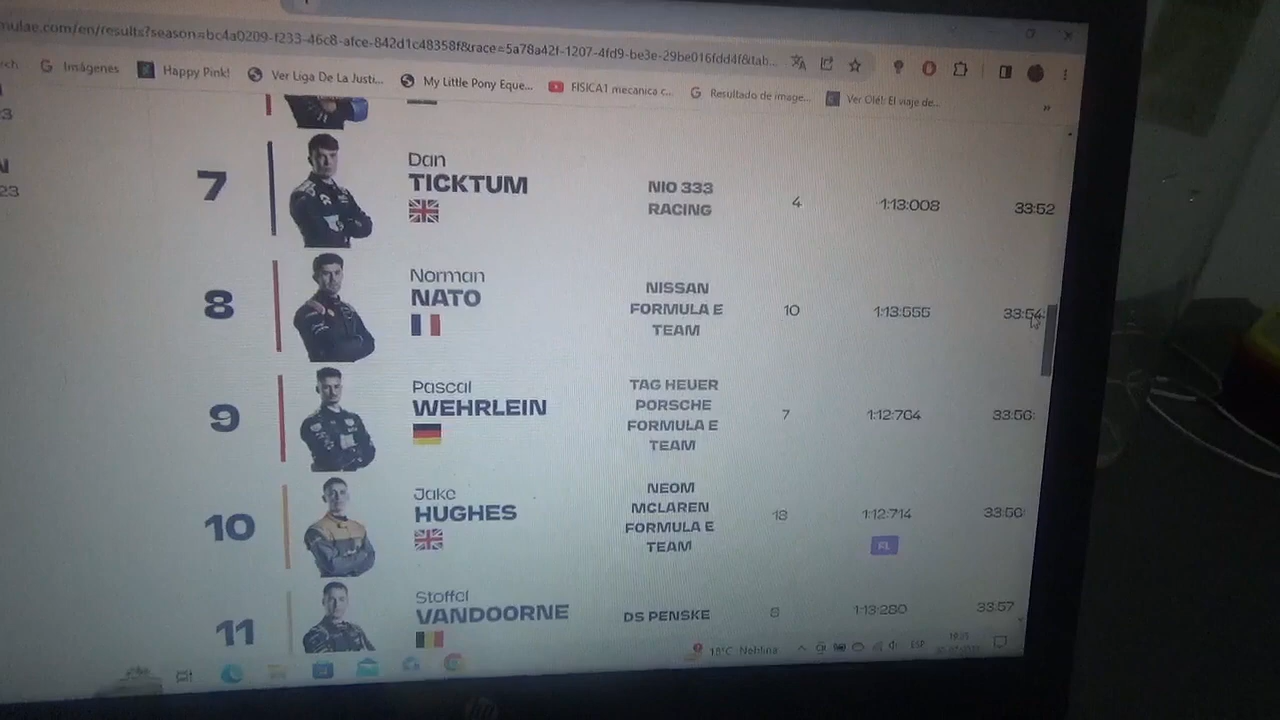 mulae.com/en/results?season=bc4a0209-f233-46c8-afce-842d1c48358f&race=5a78a42f-1207-4fd9-be3e-29be016fdd4f&tab...
Imágenes
Happy Pink!
Ver Liga De La Justi...
My Little Pony Eque...
FISICA1 mecanica c...
Resultado de image...
Ver Olé!: El viaje de...
»
7
Dan
TICKTUM
NIO 333
RACING
4
1:13:008
33:52
8
Norman
NATO
NISSAN
FORMULA E
TEAM
10
1:13:555
33:54:
9
Pascal
WEHRLEIN
TAG HEUER
PORSCHE
FORMULA E
TEAM
7
1:12:764
33:56:
10
Jake
HUGHES
NEOM
MCLAREN
FORMULA E
TEAM
18
1:12:714
FL
33:56:
11
Stoffel
VANDOORNE
DS PENSKE
8
1:13:280
33:57
23
18°C Neblina
ESP